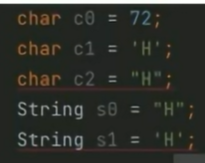 char c0 = 72;
char c1 = 'H';
char c2 = "H";
String s0 = "H";
String s1 = 'H';